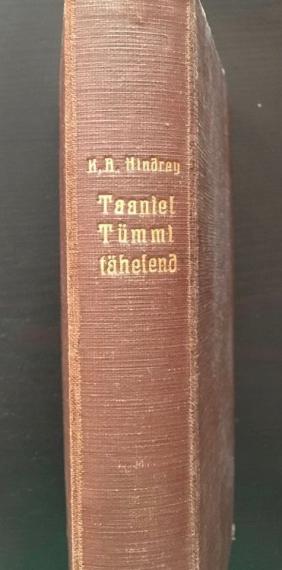 K. A. Hindrey
Taaniel
Tümmi
tähelend